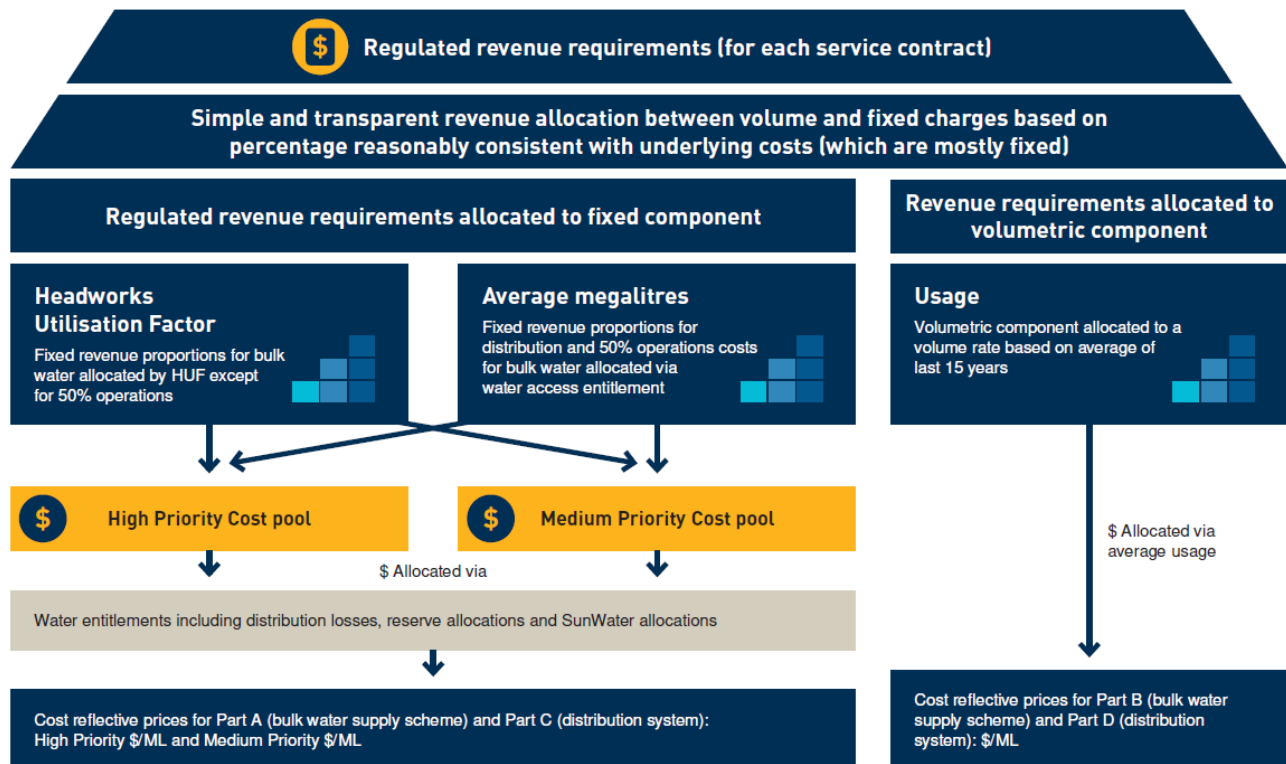 $ Regulated revenue requirements (for each service contract)
Simple and transparent revenue allocation between volume and fixed charges based on
percentage reasonably consistent with underlying costs (which are mostly fixed)
Regulated revenue requirements allocated to fixed component
Revenue requirements allocated to
volumetric component
Headworks
Utilisation Factor
Fixed revenue proportions for bulk
water allocated by HUF except
for 50% operations
Average megalitres
Fixed revenue proportions for
distribution and 50% operations costs
for bulk water allocated via
water access entitlement
Usage
Volumetric component allocated to a
volume rate based on average of
last 15 years
$ High Priority Cost pool
$ Medium Priority Cost pool
$ Allocated via
$ Allocated via
average usage
Water entitlements including distribution losses, reserve allocations and SunWater allocations
Cost reflective prices for Part A (bulk water supply scheme) and Part C (distribution system):
High Priority $/ML and Medium Priority $/ML
Cost reflective prices for Part B (bulk water
supply scheme) and Part D (distribution
system): $/ML